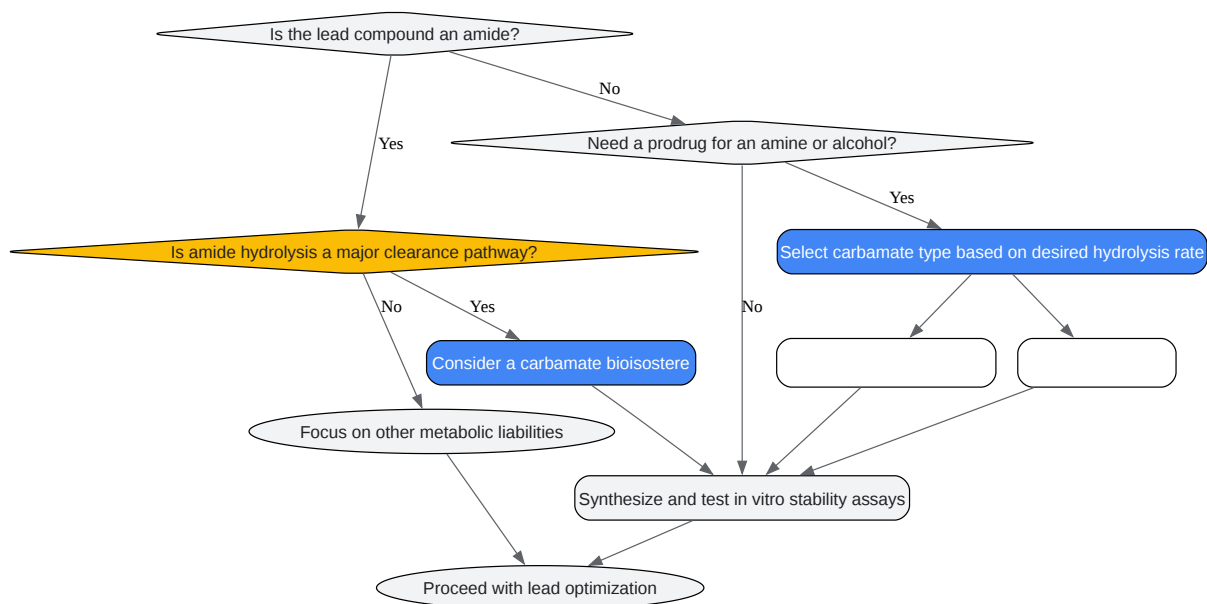 Is the lead compound an amide?
No
Need a prodrug for an amine or alcohol?
Yes
Yes
Is amide hydrolysis a major clearance pathway?
Select carbamate type based on desired hydrolysis rate
No
Yes
No
Consider a carbamate bioisostere
Focus on other metabolic liabilities
Synthesize and test in vitro stability assays
Proceed with lead optimization